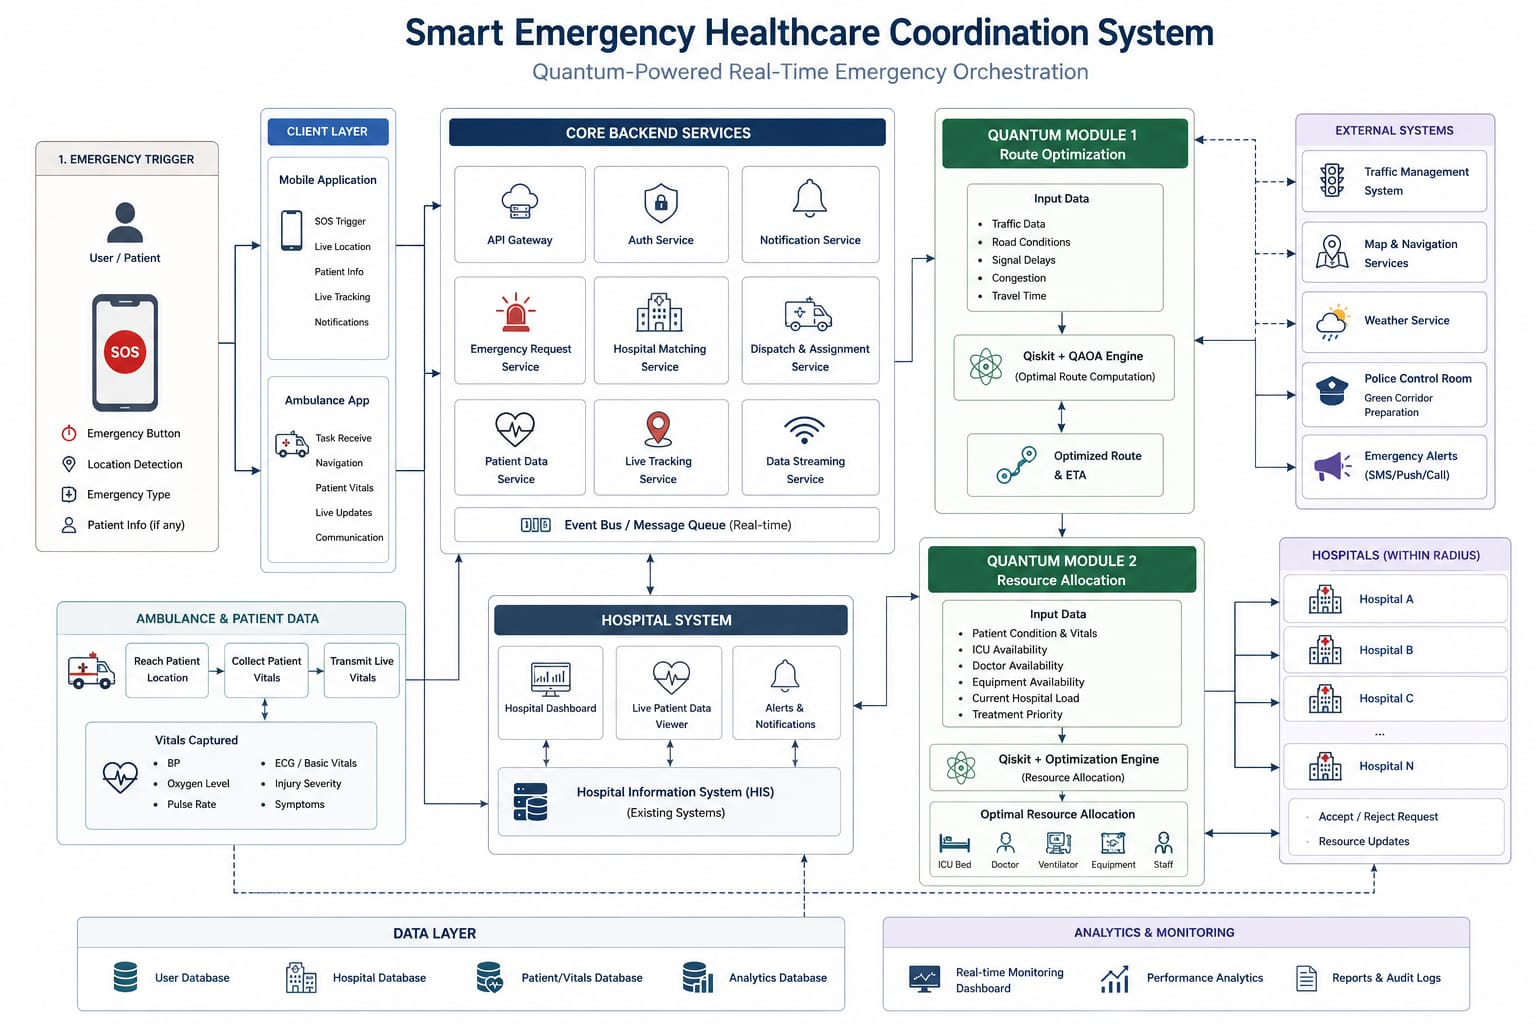 Smart Emergency Healthcare Coordination System
Quantum-Powered Real-Time Emergency Orchestration
1. EMERGENCY TRIGGER
User / Patient
SOS
Emergency Button
Location Detection
Emergency Type
Patient Info (if any)
CLIENT LAYER
Mobile Application
SOS Trigger
Live Location
Patient Info
Live Tracking
Notifications
Ambulance App
Task Receive
Navigation
Patient Vitals
Live Updates
Communication
CORE BACKEND SERVICES
API Gateway
Auth Service
Notification Service
Emergency Request
Service
Hospital Matching
Service
Dispatch & Assignment
Service
Patient Data
Service
Live Tracking
Service
Data Streaming
Service
Event Bus / Message Queue (Real-time)
QUANTUM MODULE 1
Route Optimization
Input Data
• Traffic Data
• Road Conditions
• Signal Delays
• Congestion
• Travel Time
Qiskit + QAOA Engine
(Optimal Route Computation)
Optimized Route
& ETA
EXTERNAL SYSTEMS
Traffic Management
System
Map & Navigation
Services
Weather Service
Police Control Room
Green Corridor
Preparation
Emergency Alerts
(SMS/Push/Call)
AMBULANCE & PATIENT DATA
Reach Patient
Location
Collect Patient
Vitals
Transmit Live
Vitals
Vitals Captured
• BP
• Oxygen Level
• Pulse Rate
• ECG / Basic Vitals
• Injury Severity
• Symptoms
HOSPITAL SYSTEM
Hospital Dashboard
Live Patient Data
Viewer
Alerts &
Notifications
Hospital Information System (HIS)
(Existing Systems)
QUANTUM MODULE 2
Resource Allocation
Input Data
• Patient Condition & Vitals
• ICU Availability
• Doctor Availability
• Equipment Availability
• Current Hospital Load
• Treatment Priority
Qiskit + Optimization Engine
(Resource Allocation)
Optimal Resource Allocation
ICU Bed
Doctor
Ventilator
Equipment
Staff
HOSPITALS (WITHIN RADIUS)
Hospital A
Hospital B
Hospital C
...
Hospital N
· Accept / Reject Request
· Resource Updates
DATA LAYER
User Database
Hospital Database
Patient/Vitals Database
Analytics Database
ANALYTICS & MONITORING
Real-time Monitoring
Dashboard
Performance Analytics
Reports & Audit Logs